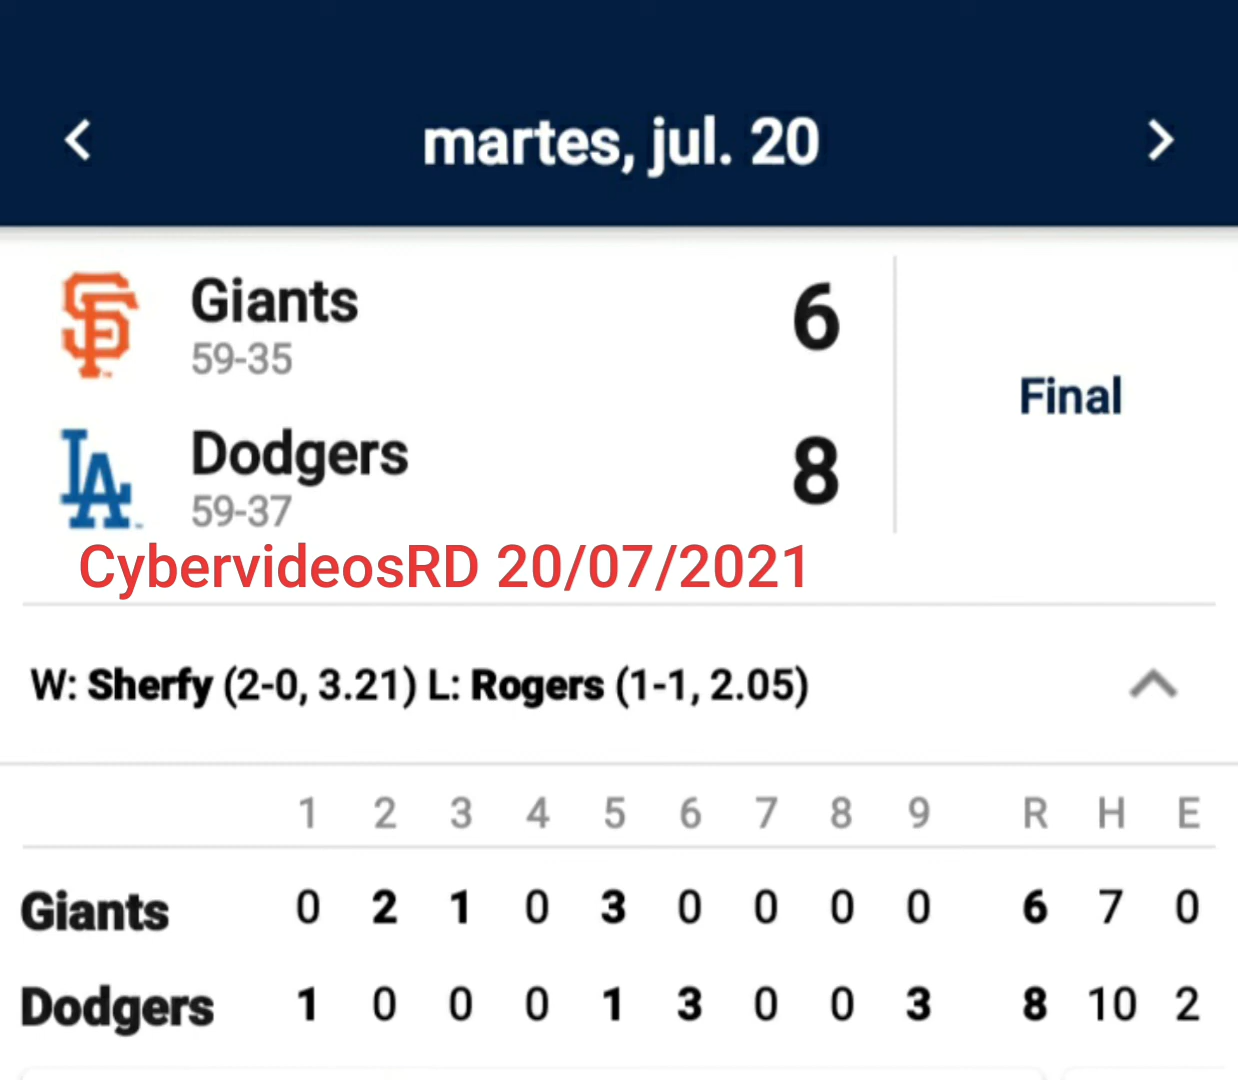 martes, jul. 20
SF
Giants 6
59-35
Final
LA
Dodgers 8
59-37
CybervideosRD 20/07/2021
W: Sherfy (2-0, 3.21) L: Rogers (1-1, 2.05)
1 2 3 4 5 6 7 8 9 R H E
Giants 0 2 1 0 3 0 0 0 0 6 7 0
Dodgers 1 0 0 0 1 3 0 0 3 8 10 2